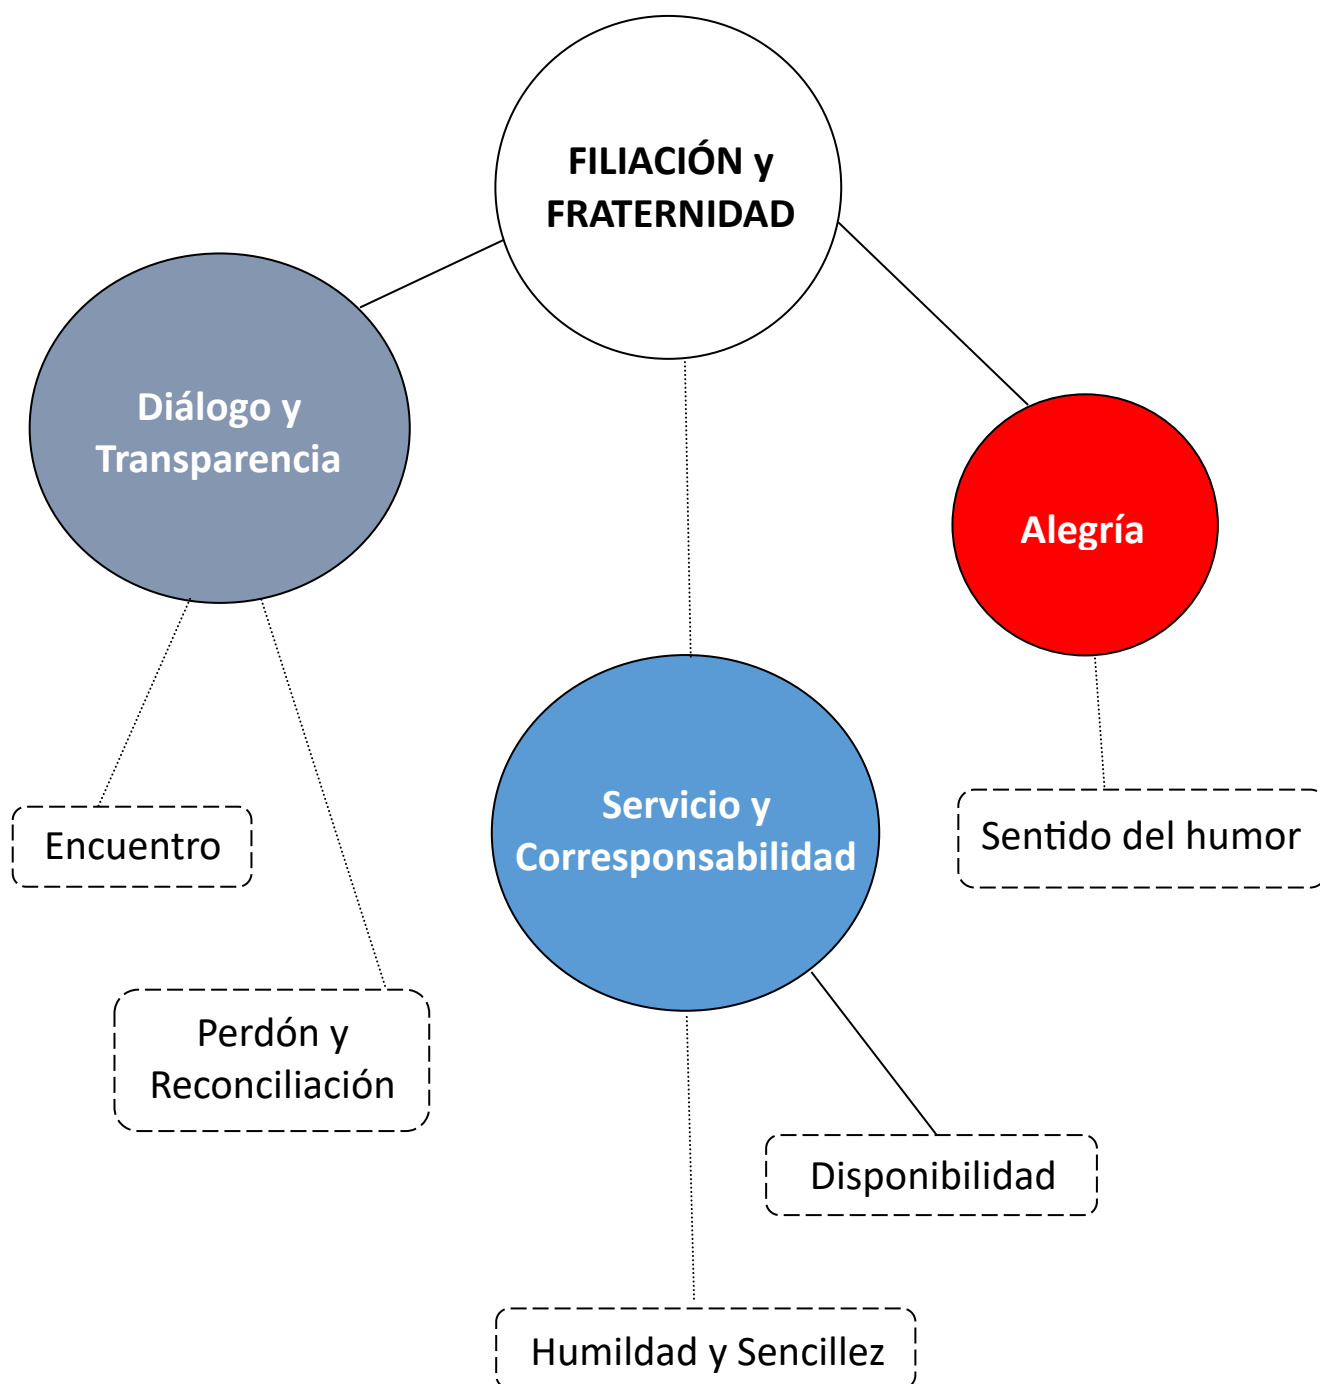 FILIACIÓN y
FRATERNIDAD
Diálogo y
Transparencia
Alegría
Servicio y
Corresponsabilidad
Encuentro
Sentido del humor
Perdón y
Reconciliación
Disponibilidad
Humildad y Sencillez